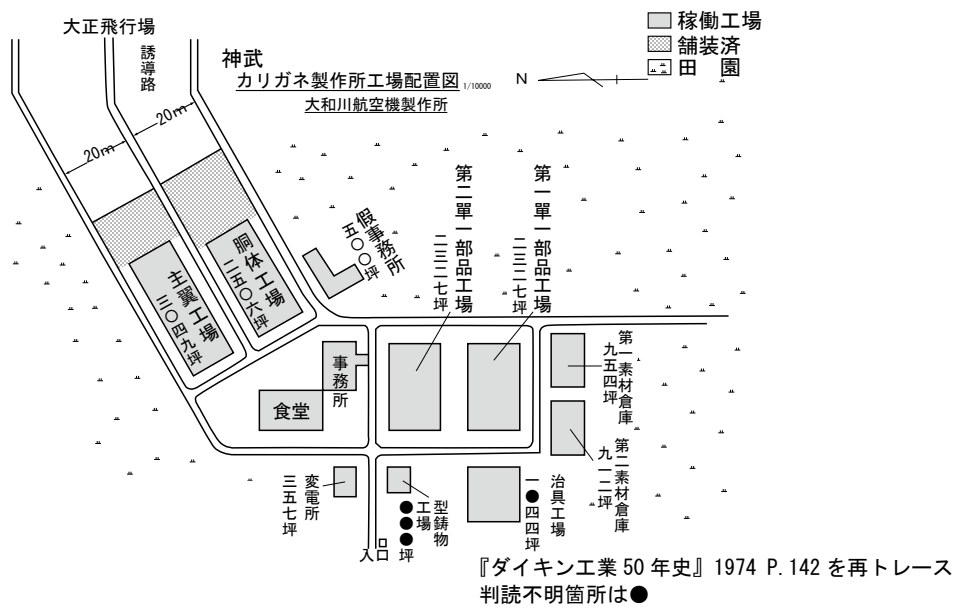 大正飛行場
誘導路
神武
カリガネ製作所工場配置図 1/10000
大和川航空機製作所
N
稼働工場
舗装済
田 園
20m
20m
主翼工場
三〇四九坪
胴体工場
二五〇六坪
假事務所
五〇〇坪
第二單一部品工場
二三二七坪
第一單一部品工場
二三二七坪
第一素材倉庫
九五四坪
第二素材倉庫
九一二坪
事務所
食堂
変電所
三五七坪
型鋳物
工場
●●●坪
治具工場
一●四四坪
入口
『ダイキン工業50年史』1974 P.142を再トレース
判読不明箇所は●